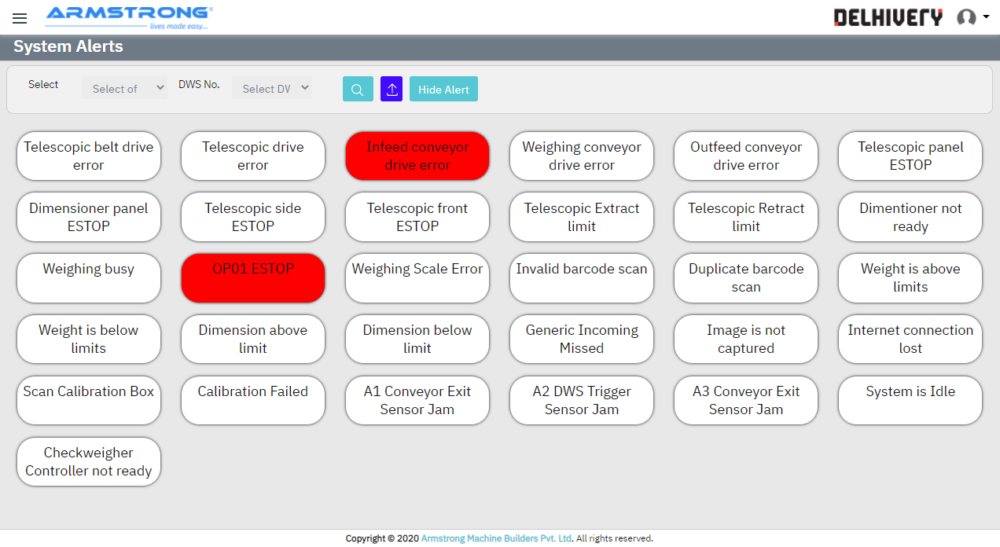 ARMSTRONG®
lives made easy...
DELHIVERY
System Alerts
Select
Select of
DWS No.
Select DV
Hide Alert
Telescopic belt drive
error
Telescopic drive
error
Infeed conveyor
drive error
Weighing conveyor
drive error
Outfeed conveyor
drive error
Telescopic panel
ESTOP
Dimensioner panel
ESTOP
Telescopic side
ESTOP
Telescopic front
ESTOP
Telescopic Extract
limit
Telescopic Retract
limit
Dimentioner not
ready
Weighing busy
OP01 ESTOP
Weighing Scale Error
Invalid barcode scan
Duplicate barcode
scan
Weight is above
limits
Weight is below
limits
Dimension above
limit
Dimension below
limit
Generic Incoming
Missed
Image is not
captured
Internet connection
lost
Scan Calibration Box
Calibration Failed
A1 Conveyor Exit
Sensor Jam
A2 DWS Trigger
Sensor Jam
A3 Conveyor Exit
Sensor Jam
System is Idle
Checkweigher
Controller not ready
Copyright © 2020 Armstrong Machine Builders Pvt. Ltd. All rights reserved.